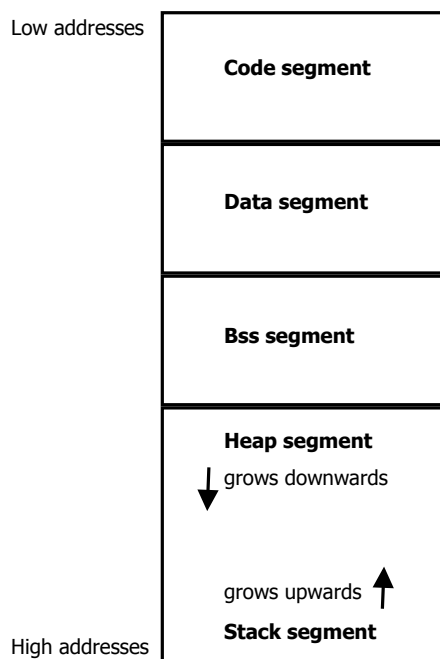 Low addresses
Code segment
Data segment
Bss segment
Heap segment
grows downwards
grows upwards
Stack segment
High addresses